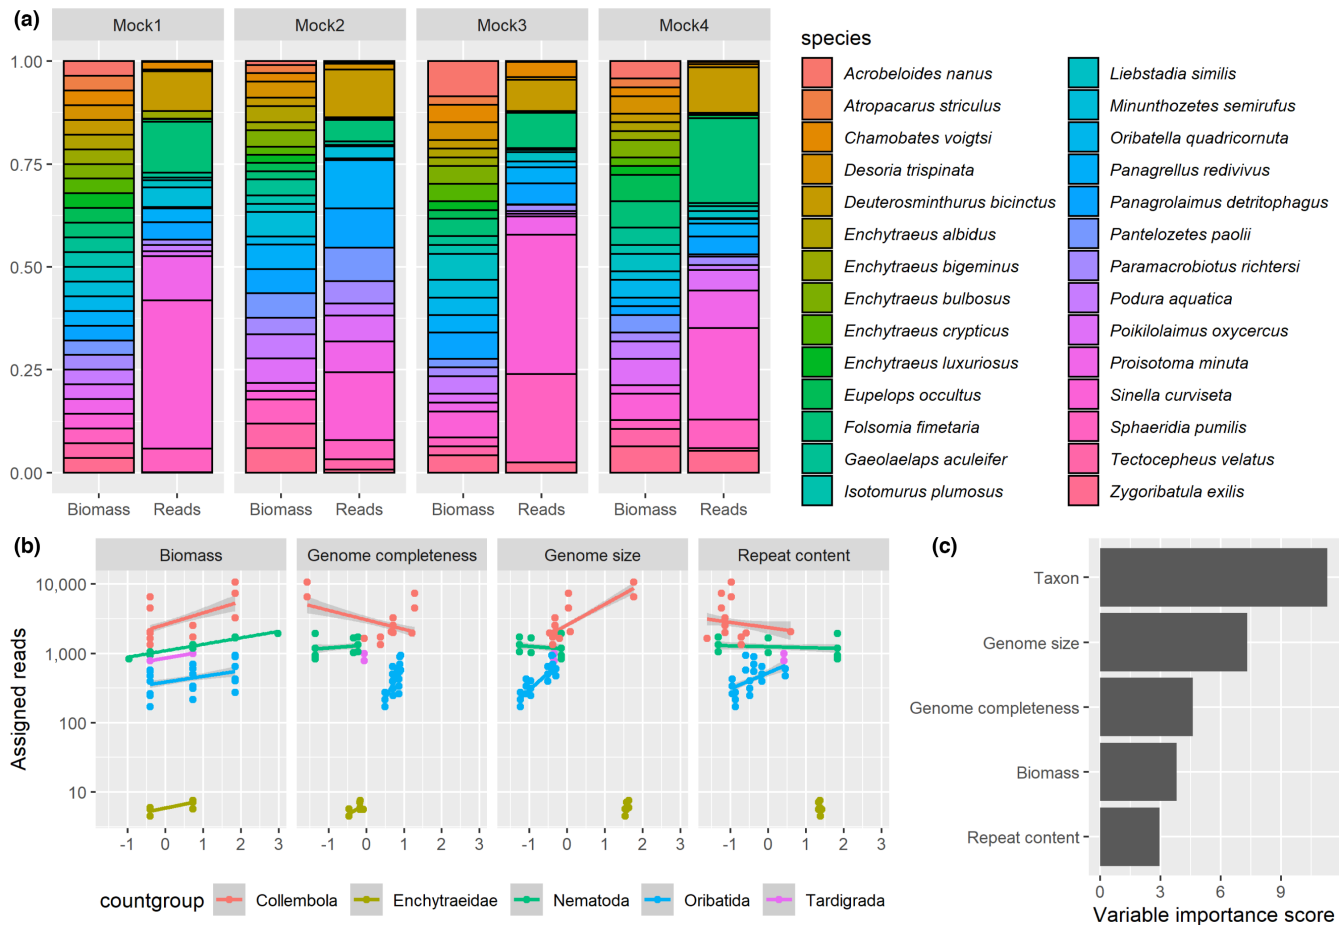 (a)
Mock1 Mock2 Mock3 Mock4
1.00
0.75
0.50
0.25
0.00
Biomass Reads Biomass Reads Biomass Reads Biomass Reads
species
Acrobeloides nanus
Atropacarus striculus
Chamobates voigtsi
Desoria trispinata
Deuterosminthurus bicinctus
Enchytraeus albidus
Enchytraeus bigeminus
Enchytraeus bulbosus
Enchytraeus crypticus
Enchytraeus luxuriosus
Eupelops occultus
Folsomia fimetaria
Gaeolaelaps aculeifer
Isotomurus plumosus
Liebstadia similis
Minunthozetes semirufus
Oribatella quadricornuta
Panagrellus redivivus
Panagrolaimus detritophagus
Pantelozetes paolii
Paramacrobiotus richtersi
Podura aquatica
Poikilolaimus oxycercus
Proisotoma minuta
Sinella curviseta
Sphaeridia pumilis
Tectocepheus velatus
Zygoribatula exilis
(b)
Biomass Genome completeness Genome size Repeat content
Assigned reads
10,000
1,000
100
10
-1 0 1 2 3 -1 0 1 2 3 -1 0 1 2 3 -1 0 1 2 3
countgroup Collembola Enchytraeidae Nematoda Oribatida Tardigrada
(c)
Taxon
Genome size
Genome completeness
Biomass
Repeat content
0 3 6 9
Variable importance score